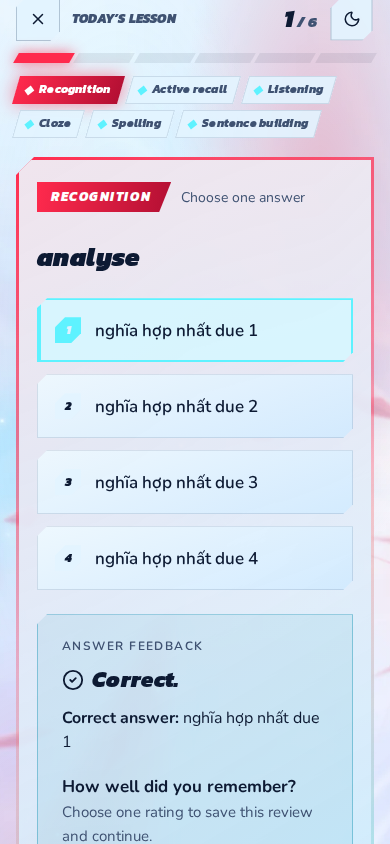 TODAY'S LESSON
1 / 6
Recognition
Active recall
Listening
Cloze
Spelling
Sentence building
RECOGNITION
Choose one answer
analyse
1 nghĩa hợp nhất due 1
2 nghĩa hợp nhất due 2
3 nghĩa hợp nhất due 3
4 nghĩa hợp nhất due 4
ANSWER FEEDBACK
Correct.
Correct answer: nghĩa hợp nhất due
1
How well did you remember?
Choose one rating to save this review
and continue.